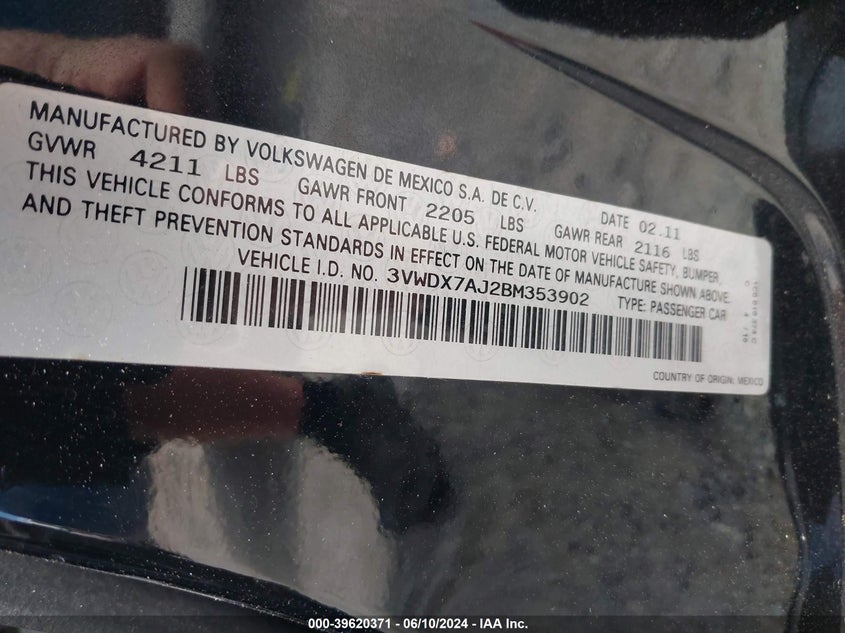 MANUFACTURED BY VOLKSWAGEN DE MEXICO S.A. DE C.V. DATE 02.11
GVWR 4211 LBS GAWR FRONT 2205 LBS GAWR REAR 2116 LBS
THIS VEHICLE CONFORMS TO ALL APPLICABLE U.S. FEDERAL MOTOR VEHICLE SAFETY, BUMPER,
AND THEFT PREVENTION STANDARDS IN EFFECT ON THE DATE OF MANUFACTURE SHOWN ABOVE.
VEHICLE I.D. NO. 3VWDX7AJ2BM353902 TYPE: PASSENGER CAR
COUNTRY OF ORIGIN: MEXICO
000-39620371 - 06/10/2024 - IAA Inc.